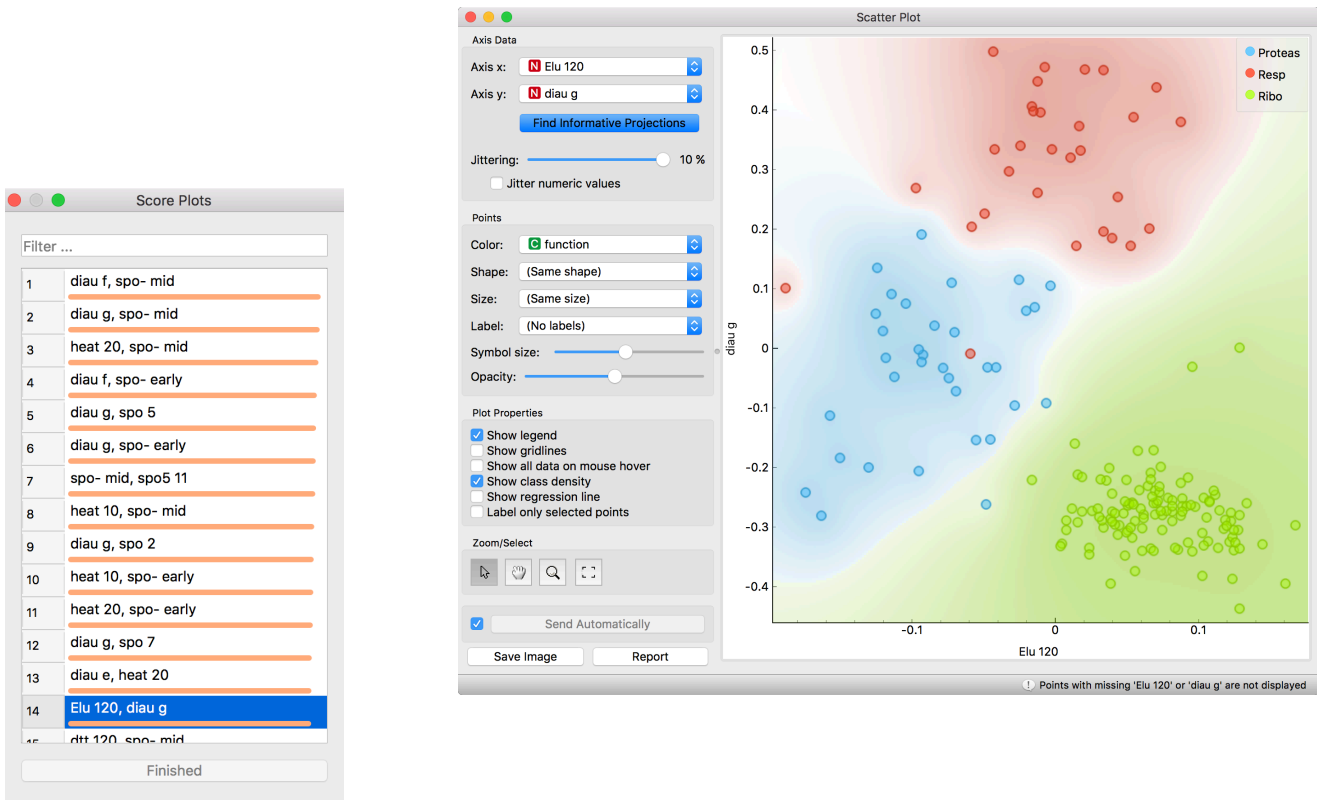 Score Plots
Filter ...
1 diau f, spo- mid
2 diau g, spo- mid
3 heat 20, spo- mid
4 diau f, spo- early
5 diau g, spo 5
6 diau g, spo- early
7 spo- mid, spo5 11
8 heat 10, spo- mid
9 diau g, spo 2
10 heat 10, spo- early
11 heat 20, spo- early
12 diau g, spo 7
13 diau e, heat 20
14 Elu 120, diau g
15 dtt 120, spo- mid
Finished
Scatter Plot
Axis Data
Axis x: N Elu 120
Axis y: N diau g
Find Informative Projections
Jittering: 10 %
Jitter numeric values
Points
Color: C function
Shape: (Same shape)
Size: (Same size)
Label: (No labels)
Symbol size:
Opacity:
Plot Properties
Show legend
Show gridlines
Show all data on mouse hover
Show class density
Show regression line
Label only selected points
Zoom/Select
Send Automatically
Save Image Report
diau g
0.5
0.4
0.3
0.2
0.1
0
-0.1
-0.2
-0.3
-0.4
-0.1 0 0.1
Elu 120
Proteas
Resp
Ribo
! Points with missing 'Elu 120' or 'diau g' are not displayed